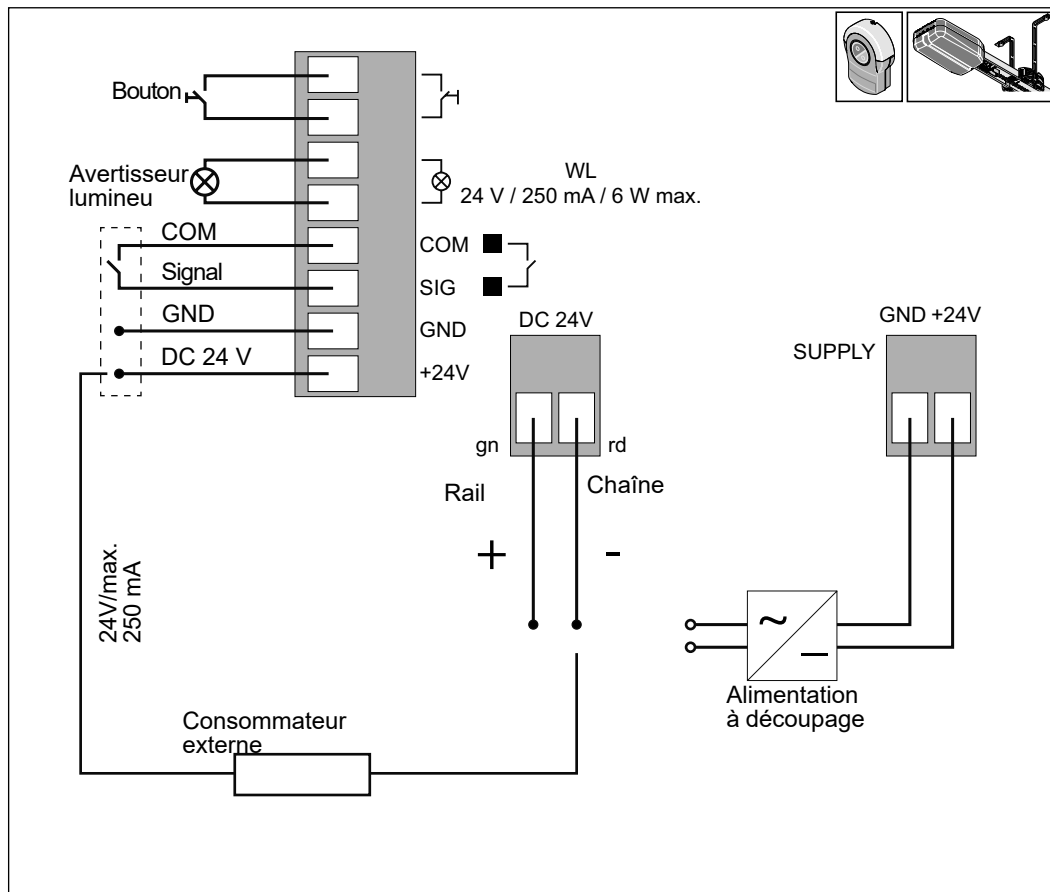 Bouton
Avertisseur
lumineu
WL
24 V / 250 mA / 6 W max.
COM
COM
Signal
SIG
GND
GND
DC 24 V
+24V
DC 24V
gn
rd
Rail
Chaîne
+
-
GND +24V
SUPPLY
24V/max.
250 mA
Alimentation
à découpage
Consommateur
externe